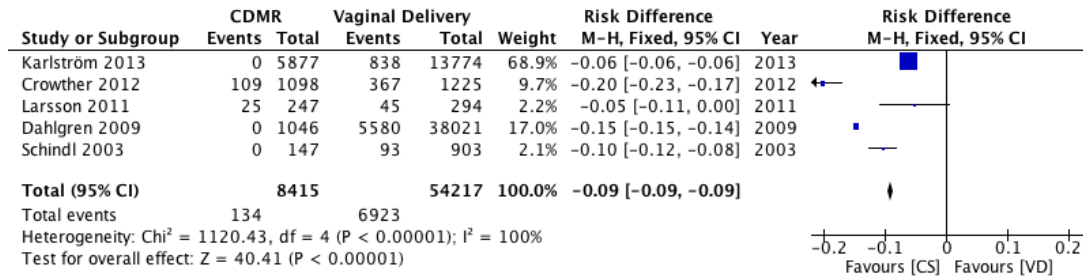 CDMR Vaginal Delivery Risk Difference Risk Difference
Study or Subgroup Events Total Events Total Weight M-H, Fixed, 95% CI Year M-H, Fixed, 95% CI
Karlström 2013 0 5877 838 13774 68.9% -0.06 [-0.06, -0.06] 2013
Crowther 2012 109 1098 367 1225 9.7% -0.20 [-0.23, -0.17] 2012
Larsson 2011 25 247 45 294 2.2% -0.05 [-0.11, 0.00] 2011
Dahlgren 2009 0 1046 5580 38021 17.0% -0.15 [-0.15, -0.14] 2009
Schindl 2003 0 147 93 903 2.1% -0.10 [-0.12, -0.08] 2003
Total (95% CI) 8415 54217 100.0% -0.09 [-0.09, -0.09]
Total events 134 6923
Heterogeneity: Chi² = 1120.43, df = 4 (P < 0.00001); I² = 100%
Test for overall effect: Z = 40.41 (P < 0.00001)
-0.2 -0.1 0 0.1 0.2
Favours [CS] Favours [VD]